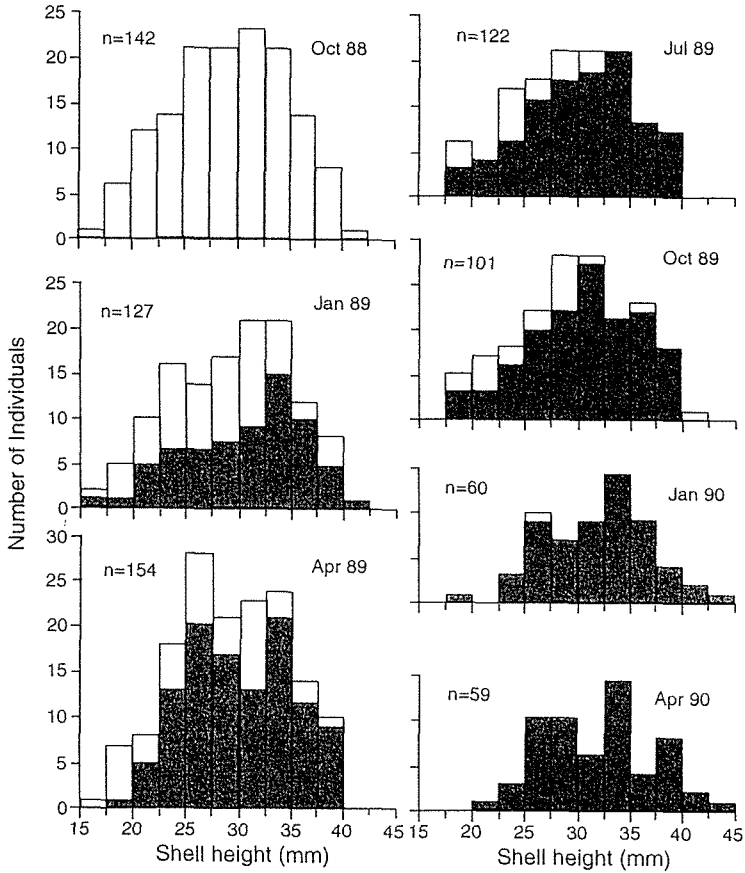 25
20
15
10
5
0
n=142
Oct 88
n=122
Jul 89
25
20
15
10
5
0
n=127
Jan 89
n=101
Oct 89
Number of Individuals
n=60
Jan 90
30
25
20
15
10
5
0
n=154
Apr 89
n=59
Apr 90
15 20 25 30 35 40 45
15 20 25 30 35 40 45
Shell height (mm)
Shell height (mm)